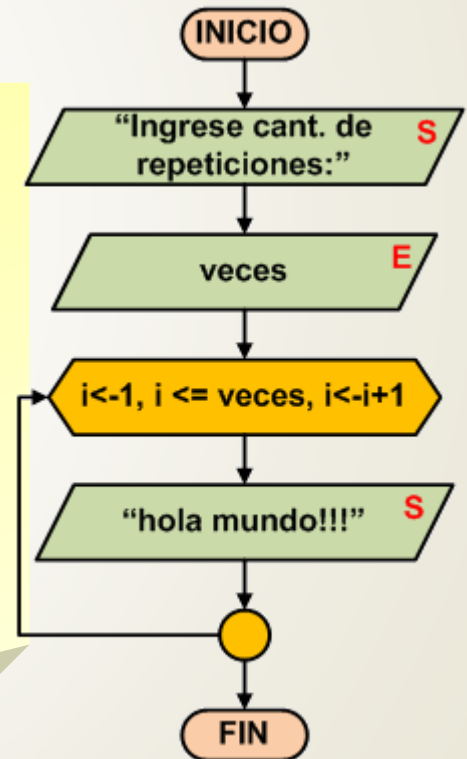 INICIO
“Ingrese cant. de S
repeticiones:”
veces E
i<-1, i <= veces, i<-i+1
“hola mundo!!!” S
FIN